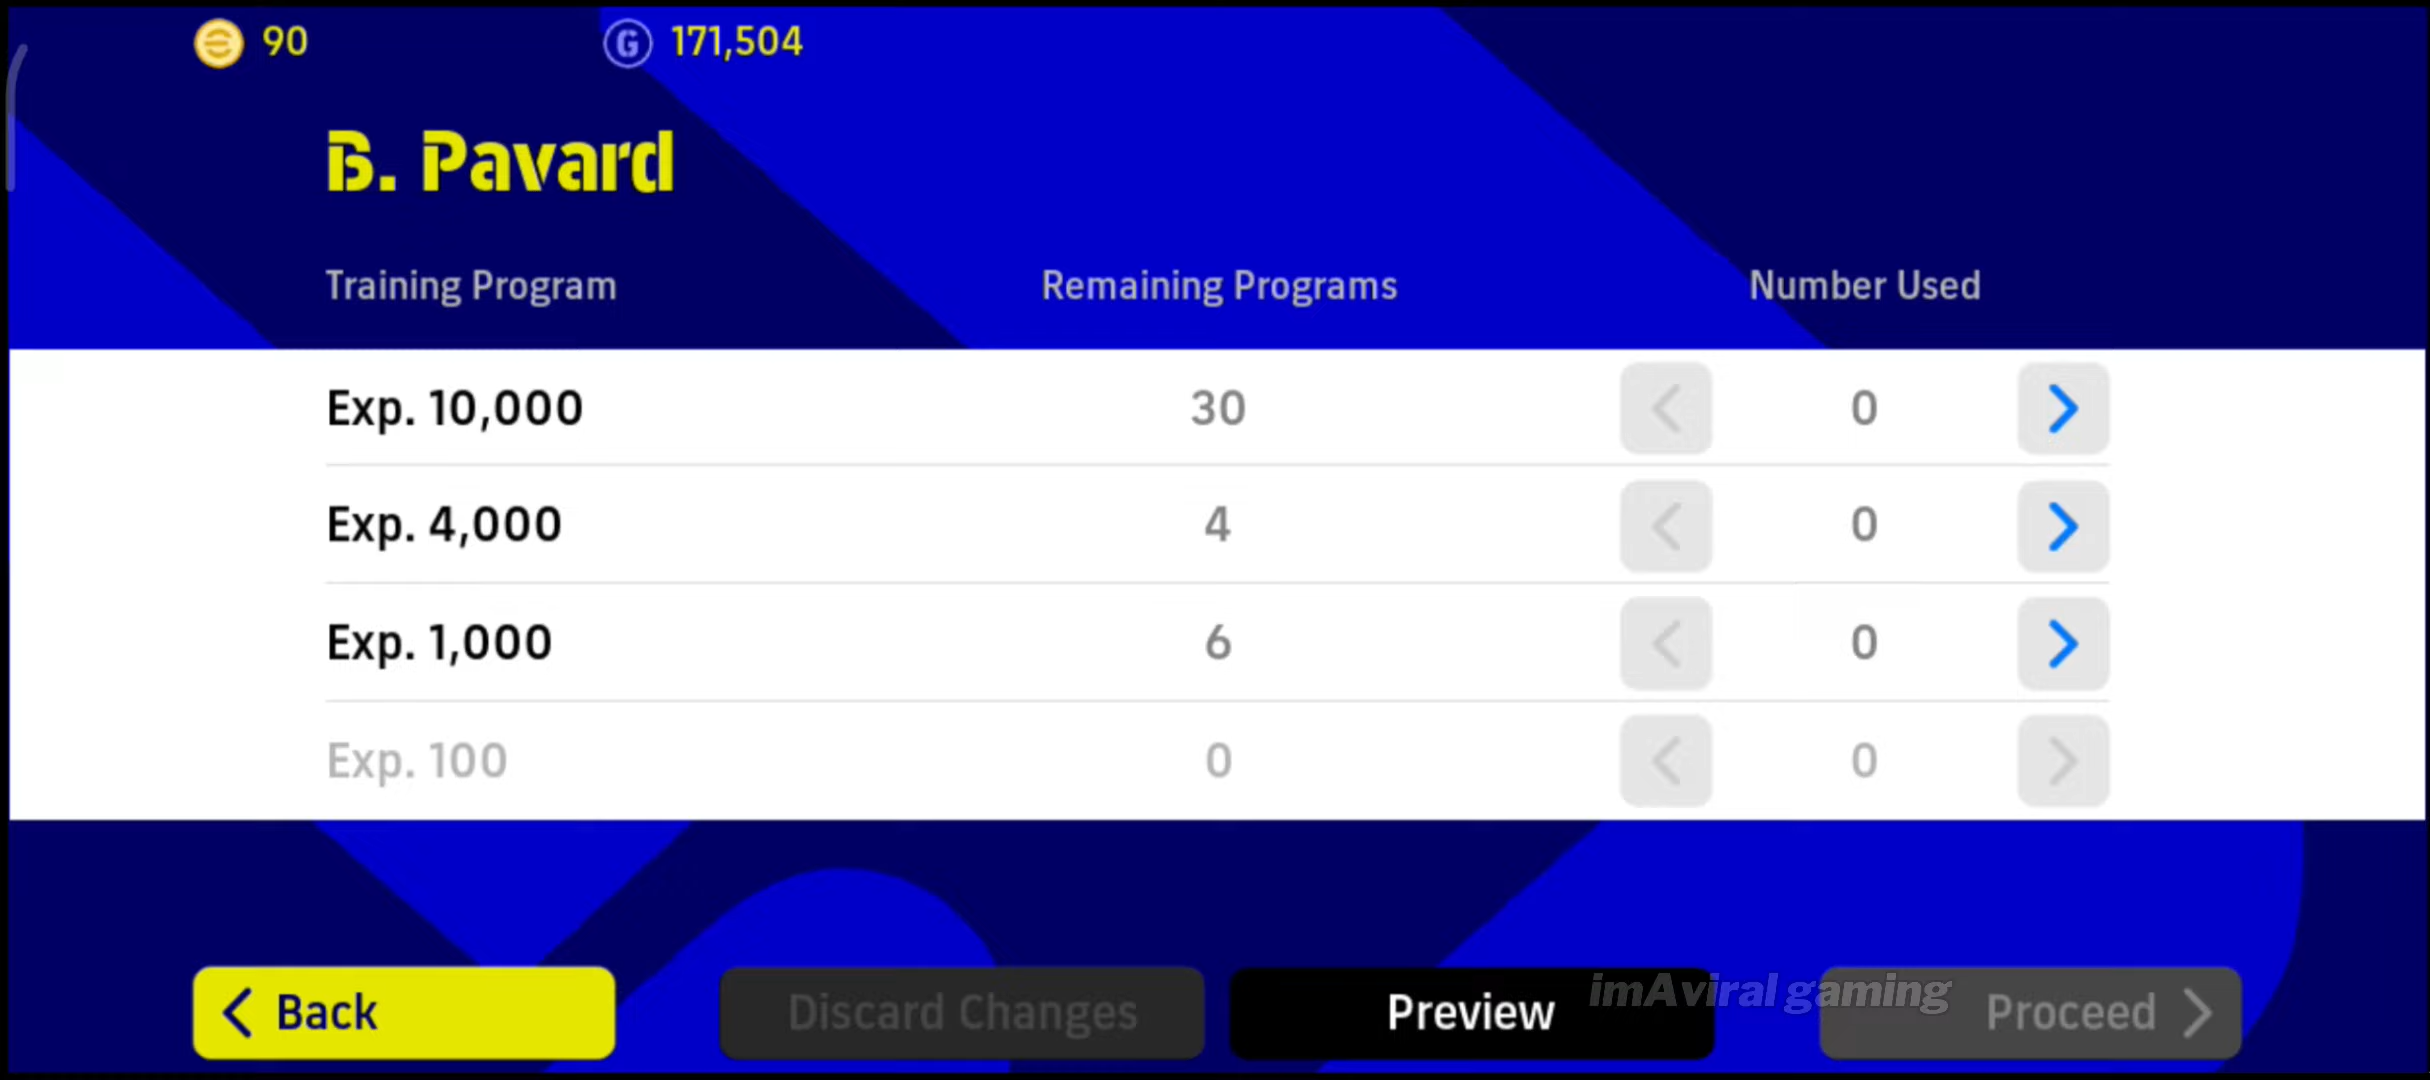 90 G 171,504
B. Pavard
Training Program Remaining Programs Number Used
Exp. 10,000 30 0
Exp. 4,000 4 0
Exp. 1,000 6 0
Exp. 100 0 0
Back Discard Changes Preview Proceed
imAviral gaming